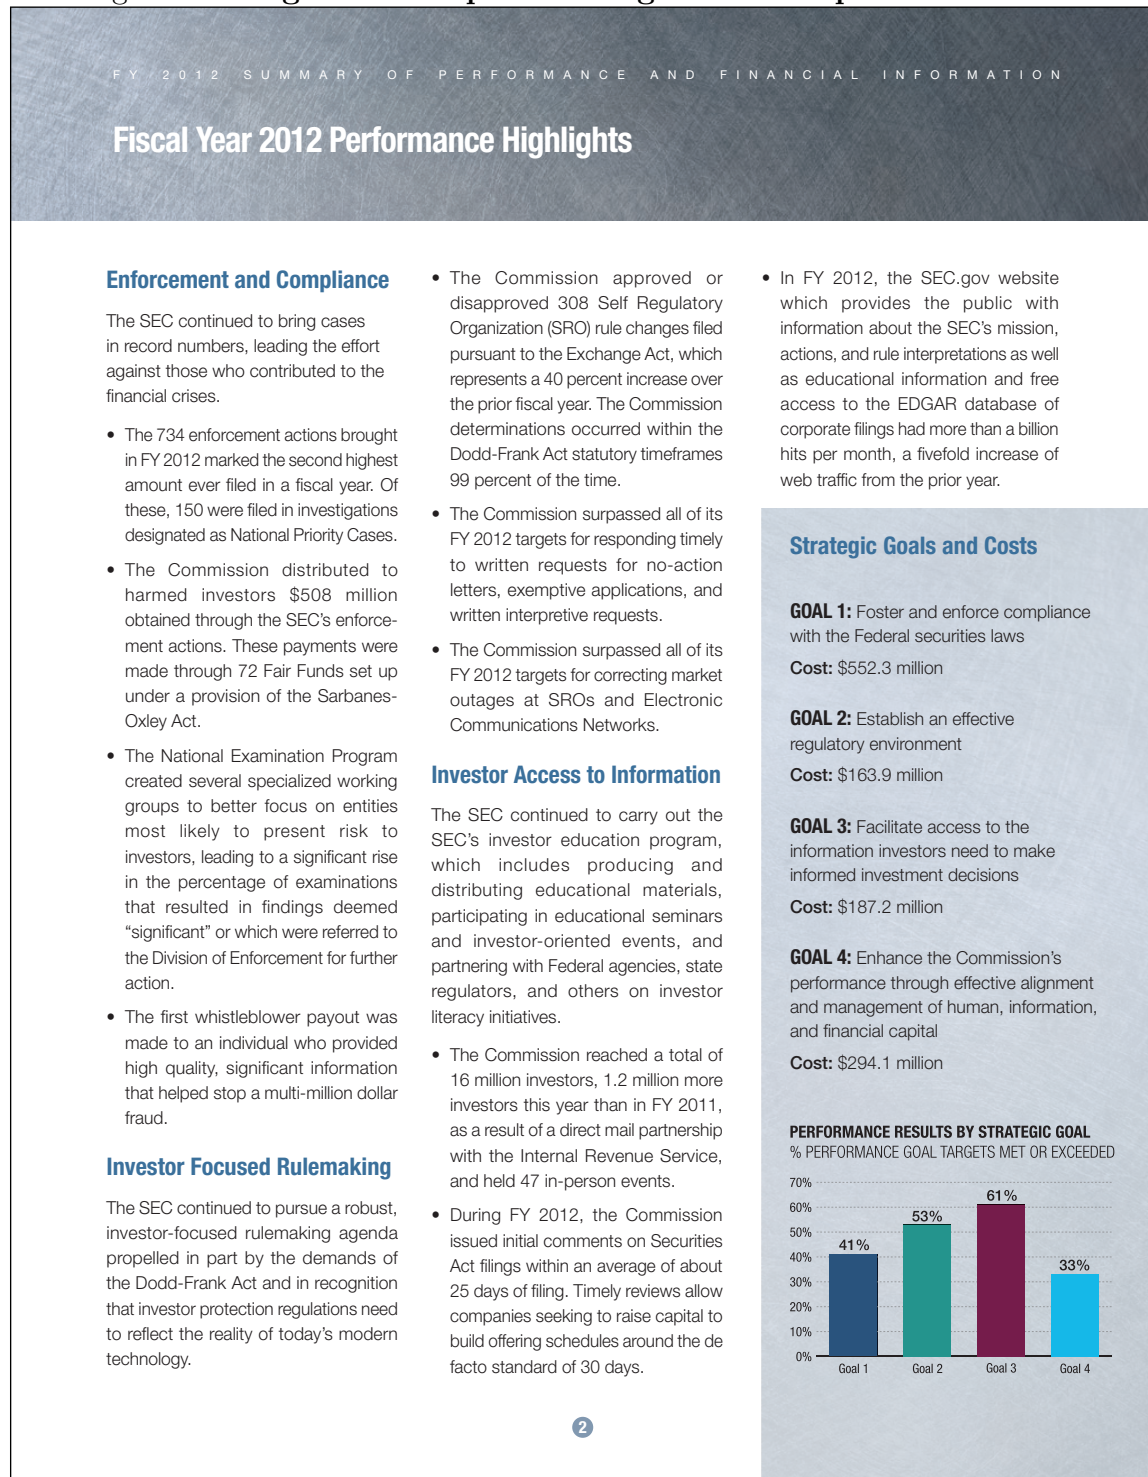 FY 2012 SUMMARY OF PERFORMANCE AND FINANCIAL INFORMATION
Fiscal Year 2012 Performance Highlights
Enforcement and Compliance
The SEC continued to bring cases
in record numbers, leading the effort
against those who contributed to the
financial crises.
• The 734 enforcement actions brought
in FY 2012 marked the second highest
amount ever filed in a fiscal year. Of
these, 150 were filed in investigations
designated as National Priority Cases.
• The Commission distributed to
harmed investors $508 million
obtained through the SEC's enforce-
ment actions. These payments were
made through 72 Fair Funds set up
under a provision of the Sarbanes-
Oxley Act.
• The National Examination Program
created several specialized working
groups to better focus on entities
most likely to present risk to
investors, leading to a significant rise
in the percentage of examinations
that resulted in findings deemed
"significant" or which were referred to
the Division of Enforcement for further
action.
• The first whistleblower payout was
made to an individual who provided
high quality, significant information
that helped stop a multi-million dollar
fraud.
Investor Focused Rulemaking
The SEC continued to pursue a robust,
investor-focused rulemaking agenda
propelled in part by the demands of
the Dodd-Frank Act and in recognition
that investor protection regulations need
to reflect the reality of today's modern
technology.
• The Commission approved or
disapproved 308 Self Regulatory
Organization (SRO) rule changes filed
pursuant to the Exchange Act, which
represents a 40 percent increase over
the prior fiscal year. The Commission
determinations occurred within the
Dodd-Frank Act statutory timeframes
99 percent of the time.
• The Commission surpassed all of its
FY 2012 targets for responding timely
to written requests for no-action
letters, exemptive applications, and
written interpretive requests.
• The Commission surpassed all of its
FY 2012 targets for correcting market
outages at SROs and Electronic
Communications Networks.
Investor Access to Information
The SEC continued to carry out the
SEC's investor education program,
which includes producing and
distributing educational materials,
participating in educational seminars
and investor-oriented events, and
partnering with Federal agencies, state
regulators, and others on investor
literacy initiatives.
• The Commission reached a total of
16 million investors, 1.2 million more
investors this year than in FY 2011,
as a result of a direct mail partnership
with the Internal Revenue Service,
and held 47 in-person events.
• During FY 2012, the Commission
issued initial comments on Securities
Act filings within an average of about
25 days of filing. Timely reviews allow
companies seeking to raise capital to
build offering schedules around the de
facto standard of 30 days.
• In FY 2012, the SEC.gov website
which provides the public with
information about the SEC's mission,
actions, and rule interpretations as well
as educational information and free
access to the EDGAR database of
corporate filings had more than a billion
hits per month, a fivefold increase of
web traffic from the prior year.
Strategic Goals and Costs
GOAL 1: Foster and enforce compliance
with the Federal securities laws
Cost: $552.3 million
GOAL 2: Establish an effective
regulatory environment
Cost: $163.9 million
GOAL 3: Facilitate access to the
information investors need to make
informed investment decisions
Cost: $187.2 million
GOAL 4: Enhance the Commission's
performance through effective alignment
and management of human, information,
and financial capital
Cost: $294.1 million
PERFORMANCE RESULTS BY STRATEGIC GOAL
% PERFORMANCE GOAL TARGETS MET OR EXCEEDED
70%
60%
50%
40%
30%
20%
10%
0%
41%
53%
61%
33%
Goal 1
Goal 2
Goal 3
Goal 4
2